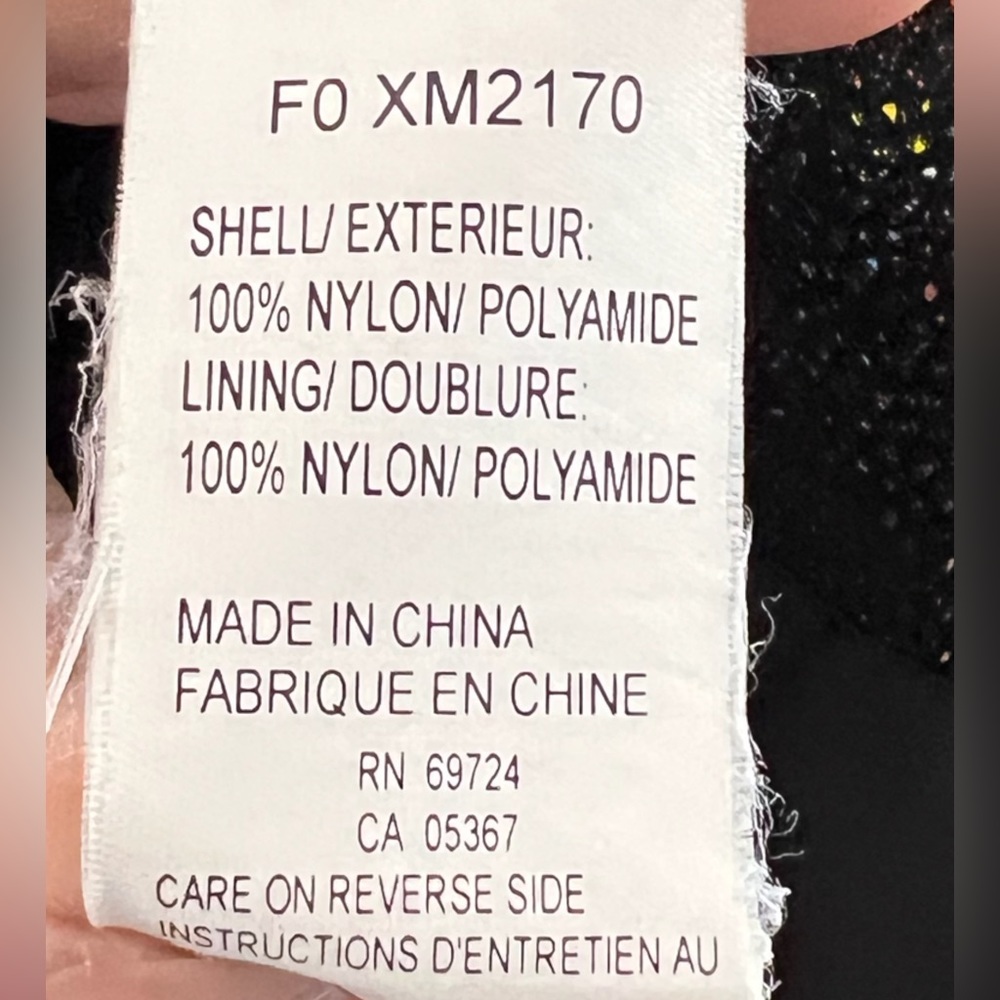 F0 XM2170
SHELL/ EXTERIEUR:
100% NYLON/ POLYAMIDE
LINING/ DOUBLURE:
100% NYLON/ POLYAMIDE
MADE IN CHINA
FABRIQUE EN CHINE
RN 69724
CA 05367
CARE ON REVERSE SIDE
INSTRUCTIONS D'ENTRETIEN AU